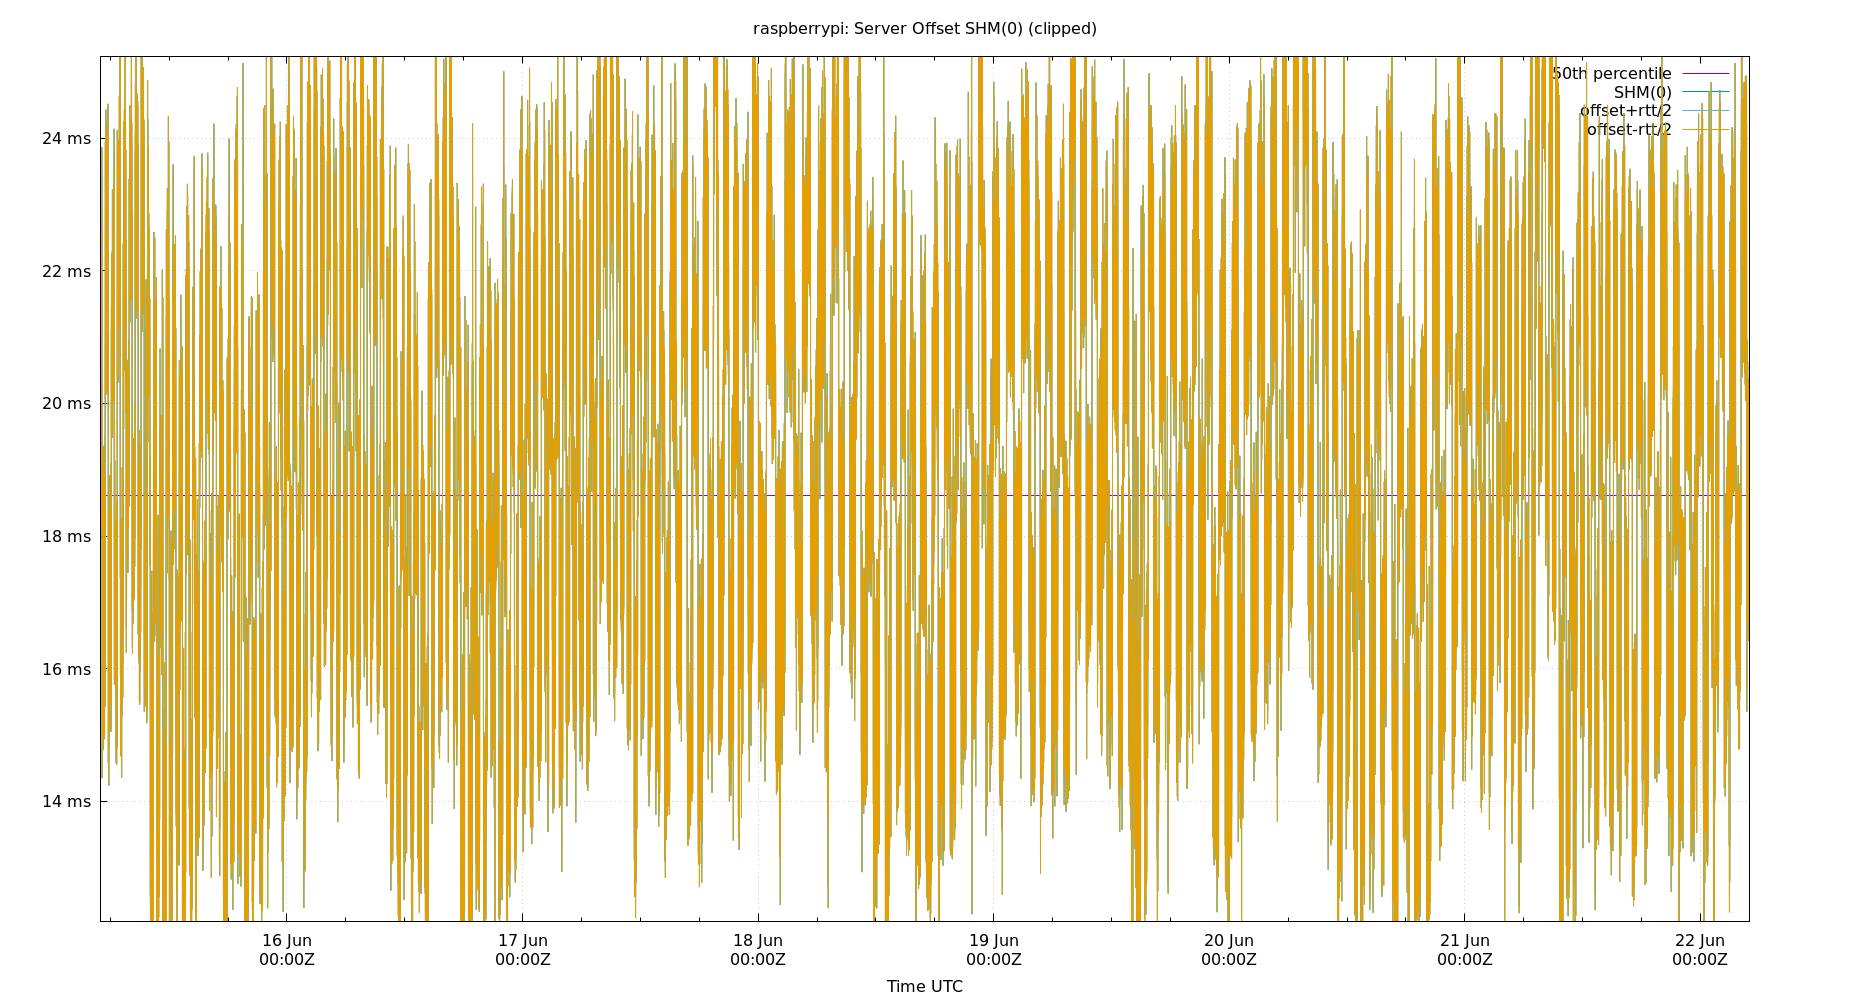 raspberrypi: Server Offset SHM(0) (clipped)
50th percentile
SHM(0)
offset+rtt/2
offset-rtt/2
24 ms
22 ms
20 ms
18 ms
16 ms
14 ms
16 Jun 17 Jun 18 Jun 19 Jun 20 Jun 21 Jun 22 Jun
00:00Z 00:00Z 00:00Z 00:00Z 00:00Z 00:00Z 00:00Z
Time UTC